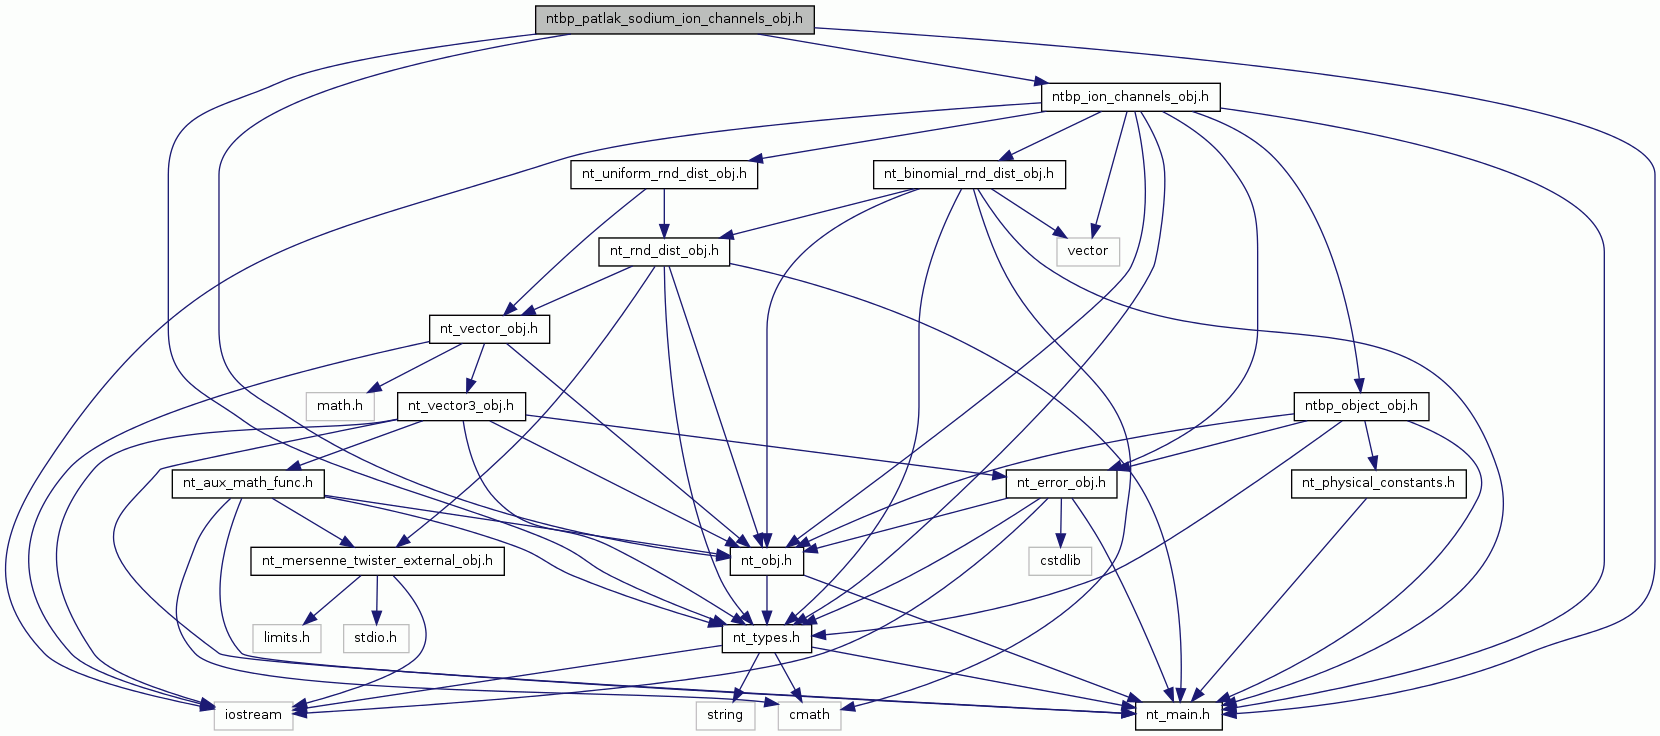 ntbp_patlak_sodium_ion_channels_obj.h
ntbp_ion_channels_obj.h
nt_uniform_rnd_dist_obj.h
nt_binomial_rnd_dist_obj.h
nt_rnd_dist_obj.h
vector
nt_vector_obj.h
math.h
nt_vector3_obj.h
ntbp_object_obj.h
nt_aux_math_func.h
nt_error_obj.h
nt_physical_constants.h
nt_mersenne_twister_external_obj.h
nt_obj.h
cstdlib
limits.h
stdio.h
nt_types.h
iostream
string
cmath
nt_main.h